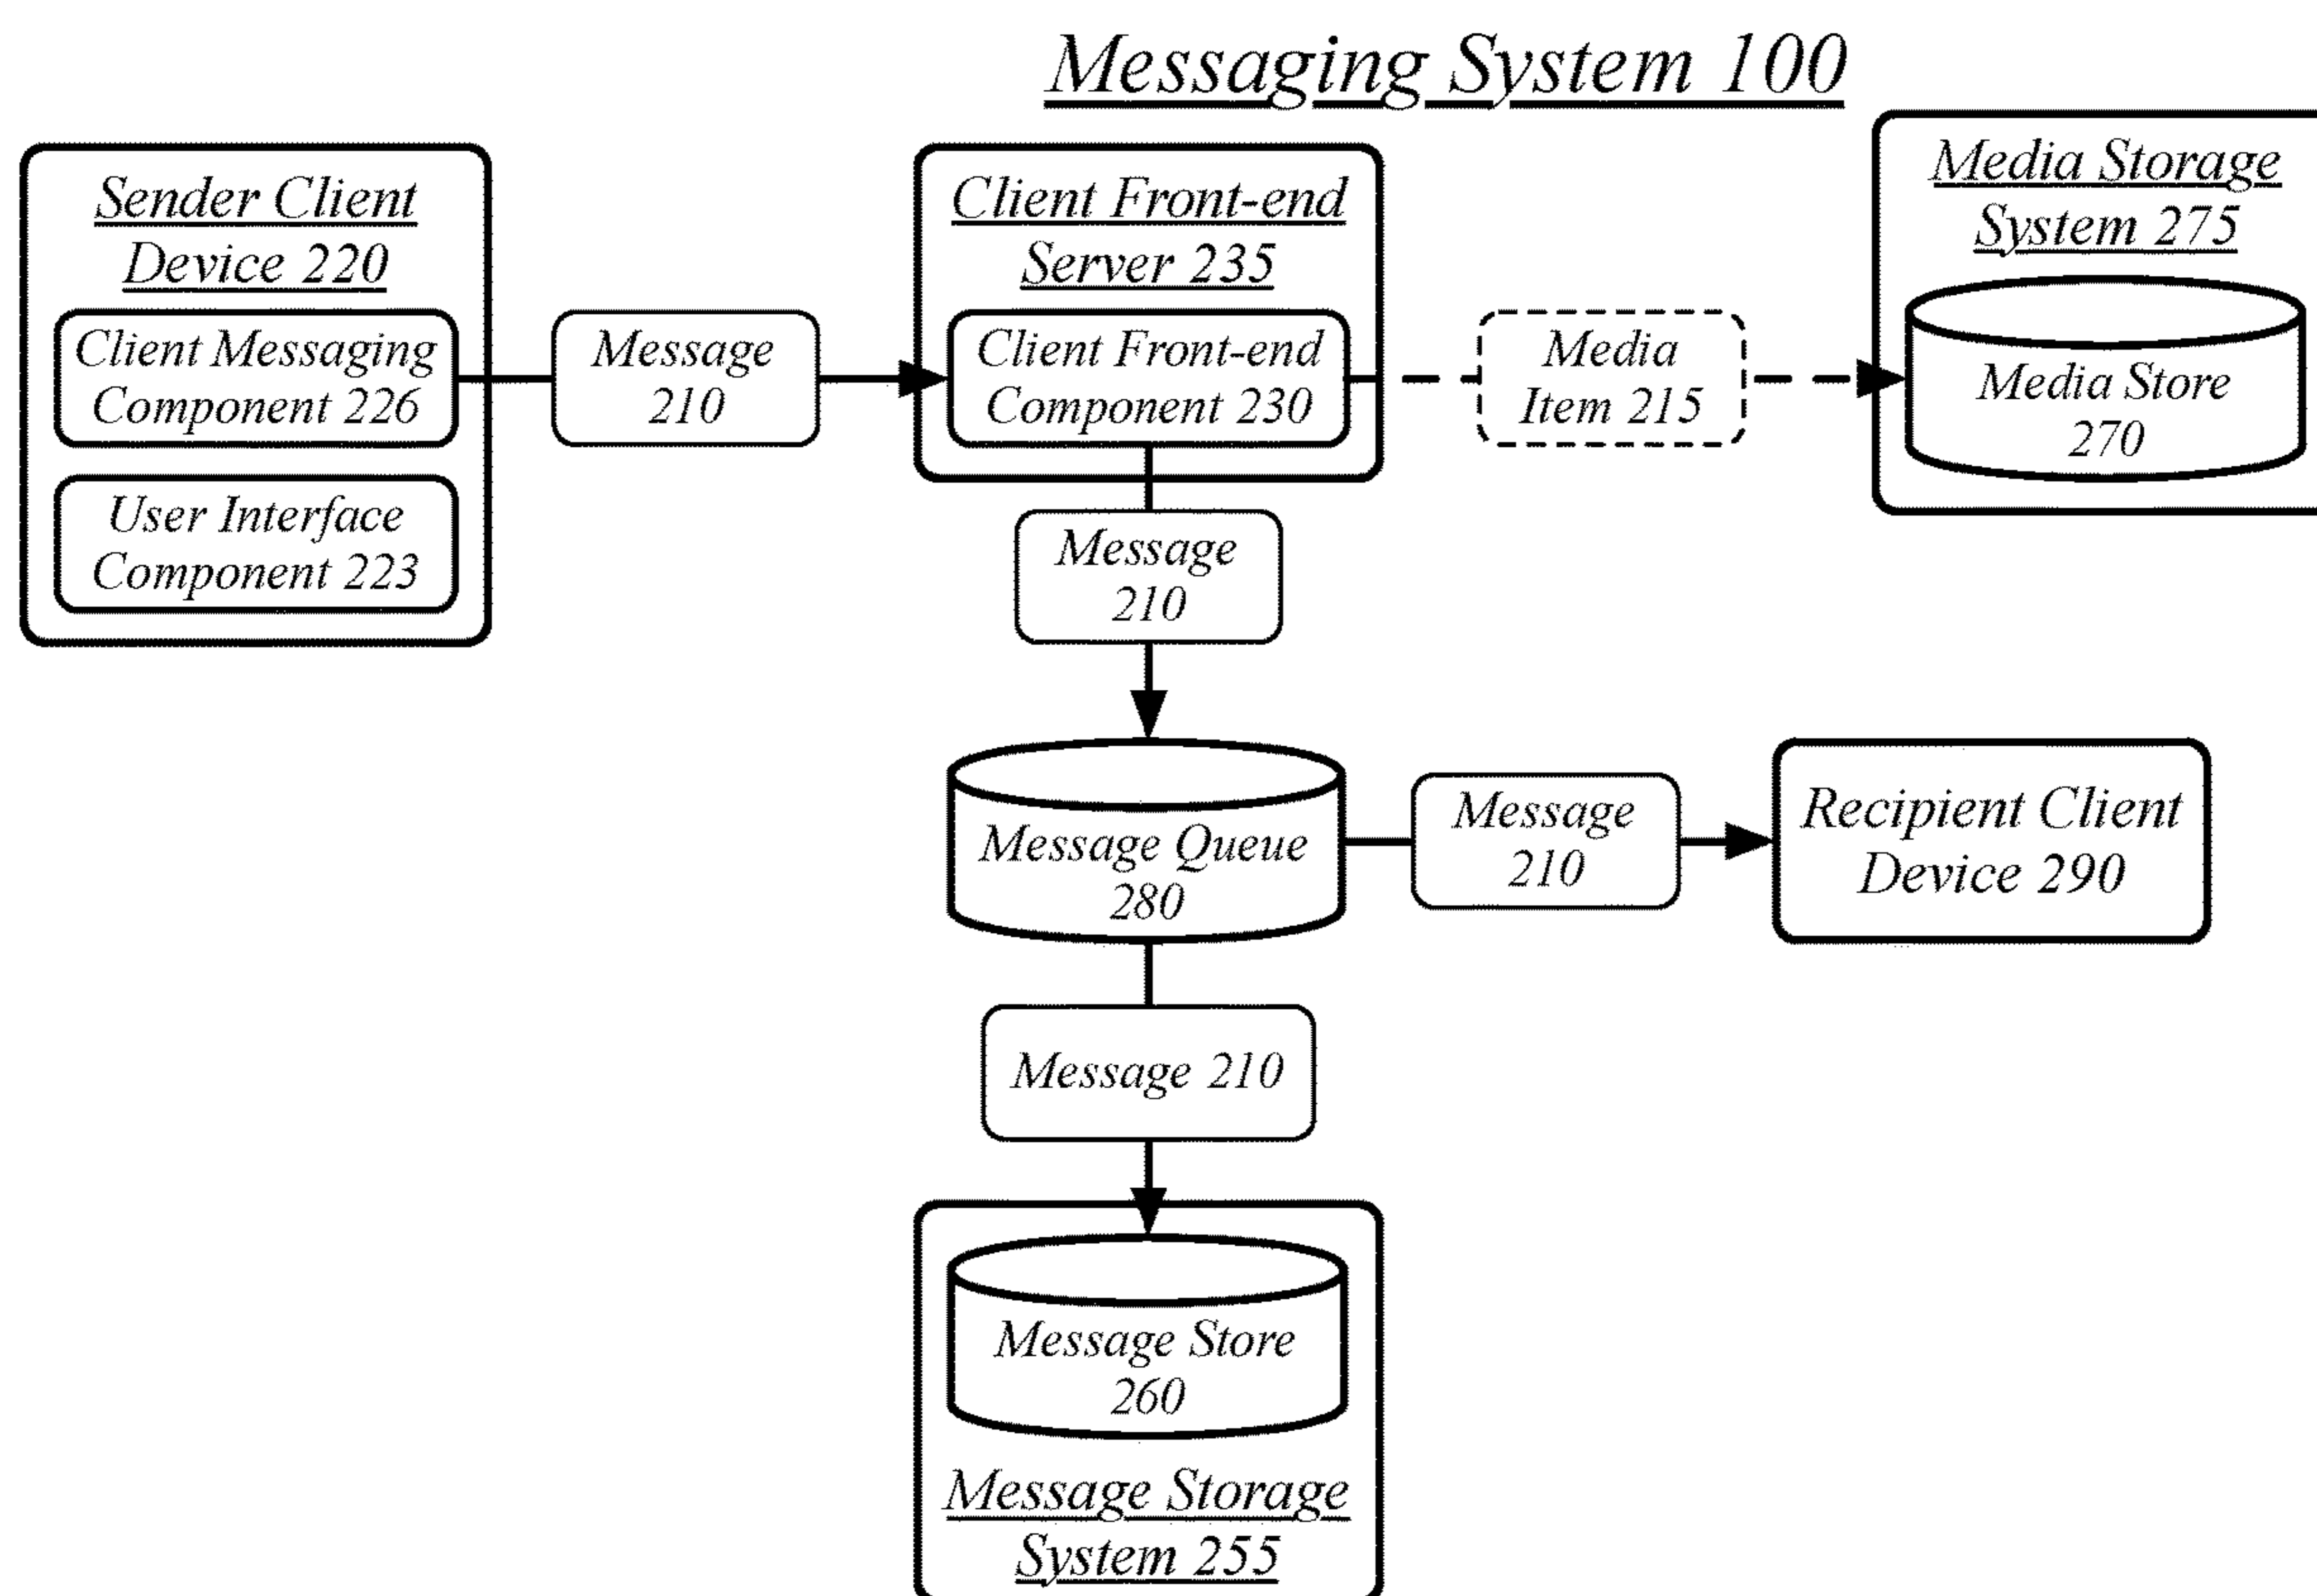 Messaging System 100
Sender Client
Device 220
Client Messaging
Component 226
User Interface
Component 223
Message
210
Client Front-end
Server 235
Client Front-end
Component 230
Media
Item 215
Media Storage
System 275
Media Store
270
Message
210
Message Queue
280
Message
210
Recipient Client
Device 290
Message 210
Message Store
260
Message Storage
System 255